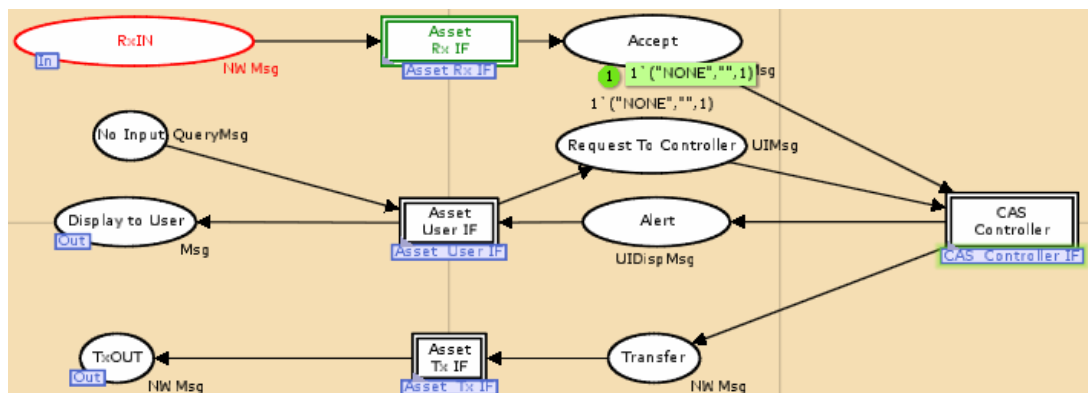 RxIN
In
NW Msg
Asset
Rx IF
Asset Rx IF
Accept
1
1`("NONE","",1)
1`("NONE","",1)
No Input
QueryMsg
Request To Controller
UIMsg
Display to User
Out
Msg
Asset
User IF
Asset User IF
Alert
UIDispMsg
CAS
Controller
CAS Controller IF
TxOUT
Out
NW Msg
Asset
Tx IF
Asset Tx IF
Transfer
NW Msg